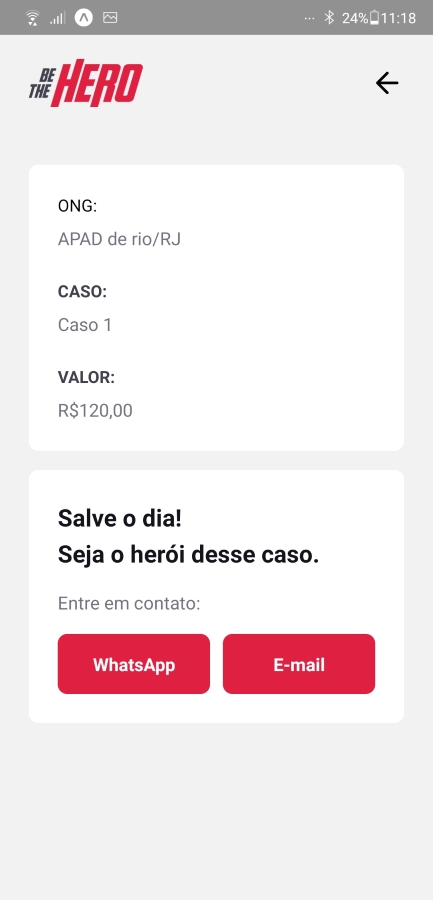 24% 11:18
BE
THE HERO
ONG:
APAD de rio/RJ
CASO:
Caso 1
VALOR:
R$120,00
Salve o dia!
Seja o herói desse caso.
Entre em contato:
WhatsApp E-mail